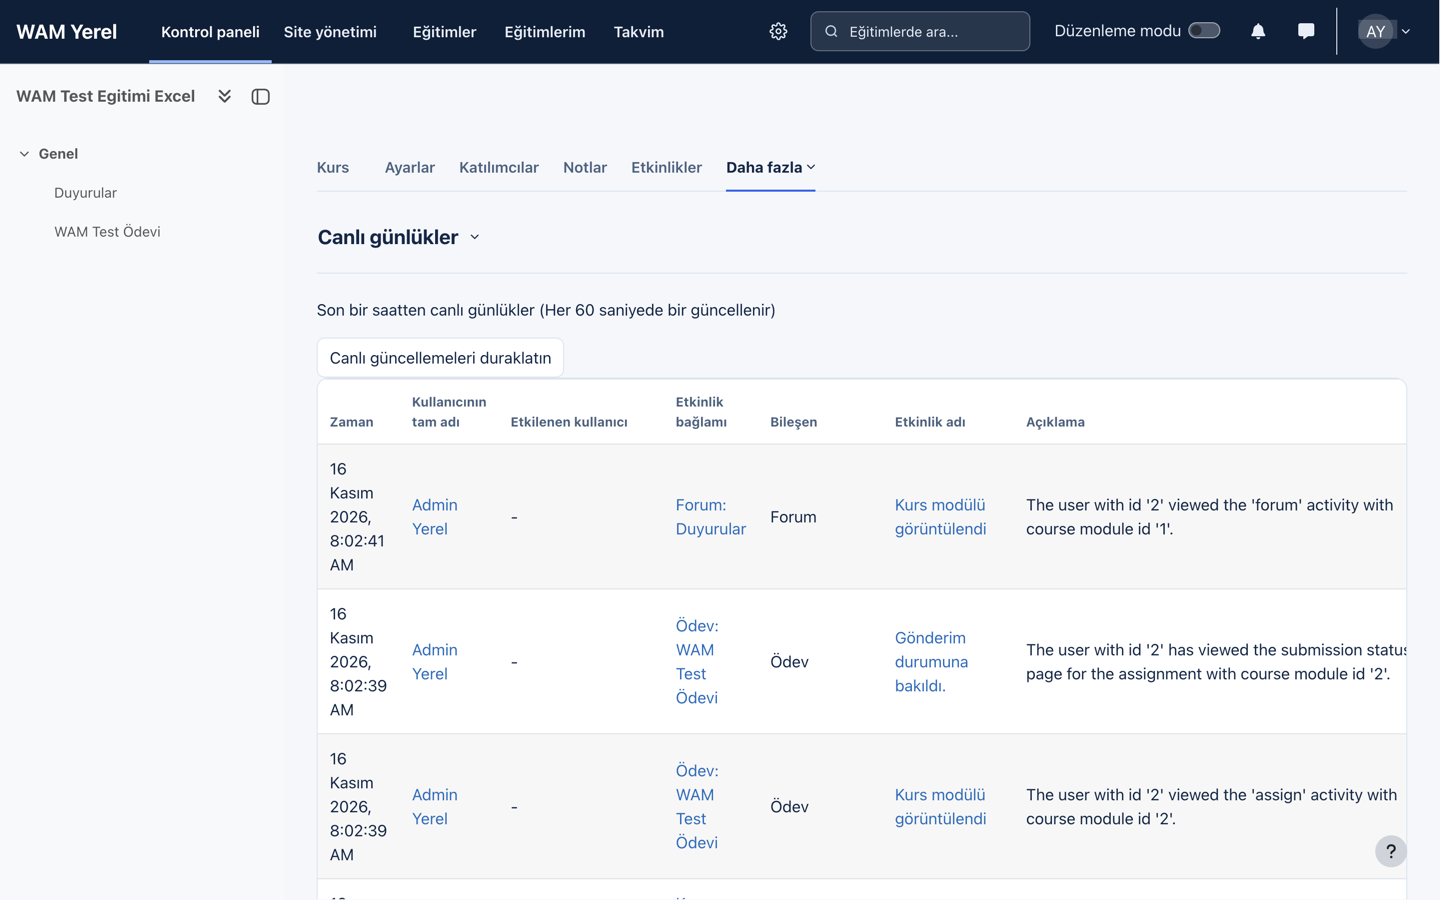 WAM Yerel
Kontrol paneli
Site yönetimi
Eğitimler
Eğitimlerim
Takvim
Eğitimlerde ara...
Düzenleme modu
AY
WAM Test Egitimi Excel
Genel
Duyurular
WAM Test Ödevi
Kurs
Ayarlar
Katılımcılar
Notlar
Etkinlikler
Daha fazla
Canlı günlükler
Son bir saatten canlı günlükler (Her 60 saniyede bir güncellenir)
Canlı güncellemeleri duraklatın
Zaman
Kullanıcının
tam adı
Etkilenen kullanıcı
Etkinlik
bağlamı
Bileşen
Etkinlik adı
Açıklama
16
Kasım
2026,
8:02:41
AM
Admin
Yerel
-
Forum:
Duyurular
Forum
Kurs modülü
görüntülendi
The user with id '2' viewed the 'forum' activity with
course module id '1'.
16
Kasım
2026,
8:02:39
AM
Admin
Yerel
-
Ödev:
WAM
Test
Ödevi
Ödev
Gönderim
durumuna
bakıldı.
The user with id '2' has viewed the submission status
page for the assignment with course module id '2'.
16
Kasım
2026,
8:02:39
AM
Admin
Yerel
-
Ödev:
WAM
Test
Ödevi
Ödev
Kurs modülü
görüntülendi
The user with id '2' viewed the 'assign' activity with
course module id '2'.
?